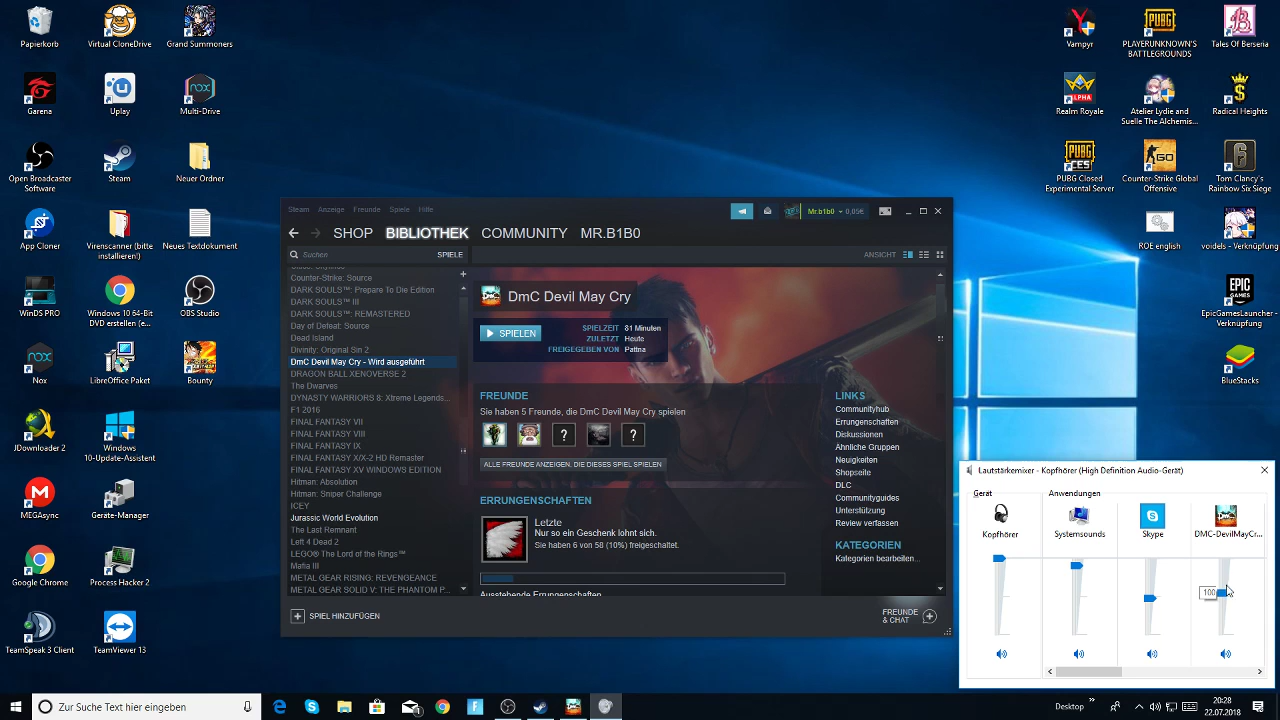 Papierkorb
Virtual CloneDrive
Grand Summoners
Garena
Uplay
Multi-Drive
Open Broadcaster
Software
Steam
Neuer Ordner
App Cloner
Virenscanner (bitte
installieren!)
Neues Textdokument
WinDS PRO
Windows 10 64-Bit
DVD erstellen (e...
OBS Studio
Nox
LibreOffice Paket
Bounty
JDownloader 2
Windows
10-Update-Assistent
MEGAsync
Geräte-Manager
Google Chrome
Process Hacker 2
TeamSpeak 3 Client
TeamViewer 13
Vampyr
PLAYERUNKNOWN'S
BATTLEGROUNDS
Tales Of Berseria
Realm Royale
Atelier Lydie and
Suelle The Alchemis...
Radical Heights
PUBG Closed
Experimental Server
Counter-Strike Global
Offensive
Tom Clancy's
Rainbow Six Siege
ROE english
voidels - Verknüpfung
EpicGamesLauncher -
Verknüpfung
BlueStacks
Steam Anzeige Freunde Spiele Hilfe
Mr.b1b0 0,05€
SHOP BIBLIOTHEK COMMUNITY MR.B1B0
Suchen SPIELE
ANSICHT
Counter-Strike: Source
DARK SOULS™: Prepare To Die Edition
DARK SOULS™ III
DARK SOULS™: REMASTERED
Day of Defeat: Source
Dead Island
Divinity: Original Sin 2
DmC Devil May Cry - Wird ausgeführt
DRAGON BALL XENOVERSE 2
The Dwarves
DYNASTY WARRIORS 8: Xtreme Legends...
F1 2016
FINAL FANTASY VII
FINAL FANTASY VIII
FINAL FANTASY IX
FINAL FANTASY X/X-2 HD Remaster
FINAL FANTASY XV WINDOWS EDITION
Hitman: Absolution
Hitman: Sniper Challenge
ICEY
Jurassic World Evolution
The Last Remnant
Left 4 Dead 2
LEGO® The Lord of the Rings™
Mafia III
METAL GEAR RISING: REVENGEANCE
METAL GEAR SOLID V: THE PHANTOM P...
SPIEL HINZUFÜGEN
DmC Devil May Cry
SPIELEN
SPIELZEIT 81 Minuten
ZULETZT Heute
FREIGEGEBEN VON Pattna
FREUNDE
Sie haben 5 Freunde, die DmC Devil May Cry spielen
? ?
ALLE FREUNDE ANZEIGEN, DIE DIESES SPIEL SPIELEN
ERRUNGENSCHAFTEN
Letzte
Nur so ein Geschenk lohnt sich.
Sie haben 6 von 58 (10%) freigeschaltet.
Ausstehende Errungenschaften
LINKS
Communityhub
Errungenschaften
Diskussionen
Ähnliche Gruppen
Neuigkeiten
Shopseite
DLC
Communityguides
Unterstützung
Review verfassen
KATEGORIEN
Kategorien bearbeiten...
FREUNDE
& CHAT
Lautstärkemixer - Kopfhörer (High Definition Audio-Gerät)
Gerät
Anwendungen
Kopfhörer
Systemsounds
Skype
DMC-DevilMayCr...
100
Zur Suche Text hier eingeben
Desktop
20:28
22.07.2018